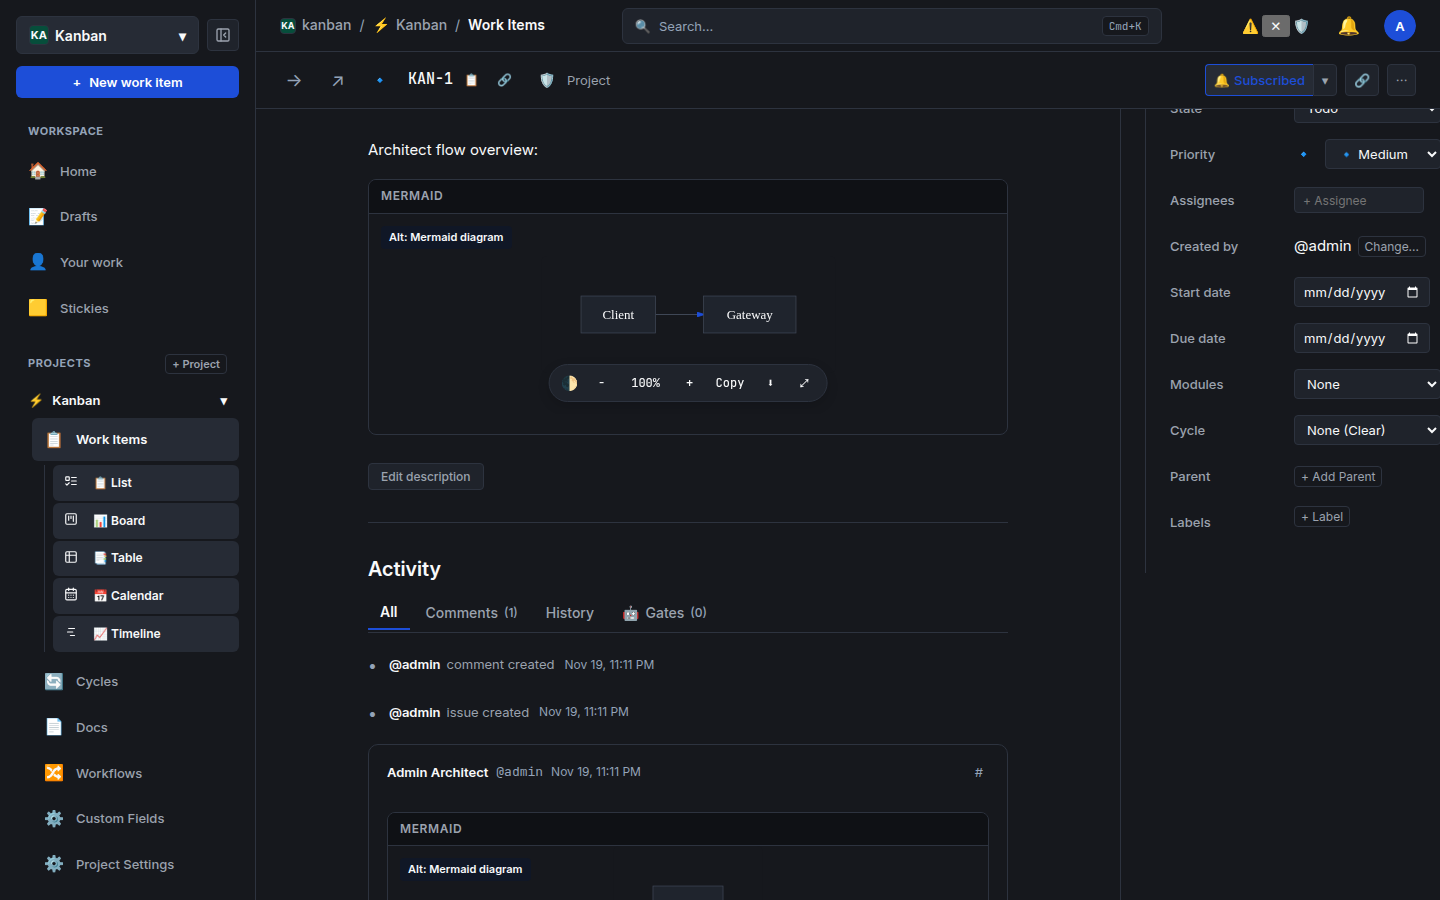 KA Kanban ▾
+ New work item
WORKSPACE
Home
Drafts
Your work
Stickies
PROJECTS
+ Project
Kanban ▾
Work Items
List
Board
Table
Calendar
Timeline
Cycles
Docs
Workflows
Custom Fields
Project Settings
KA kanban / ⚡ Kanban / Work Items
Search...
Cmd+K
A
KAN-1
Project
Subscribed ▾
...
Architect flow overview:
MERMAID
Alt: Mermaid diagram
Client
Gateway
- 100% + Copy
Edit description
Activity
All
Comments (1)
History
Gates (0)
@admin comment created Nov 19, 11:11 PM
@admin issue created Nov 19, 11:11 PM
Admin Architect @admin Nov 19, 11:11 PM
#
MERMAID
Alt: Mermaid diagram
State Todo
Priority Medium
Assignees + Assignee
Created by @admin Change...
Start date mm/dd/yyyy
Due date mm/dd/yyyy
Modules None
Cycle None (Clear)
Parent + Add Parent
Labels + Label